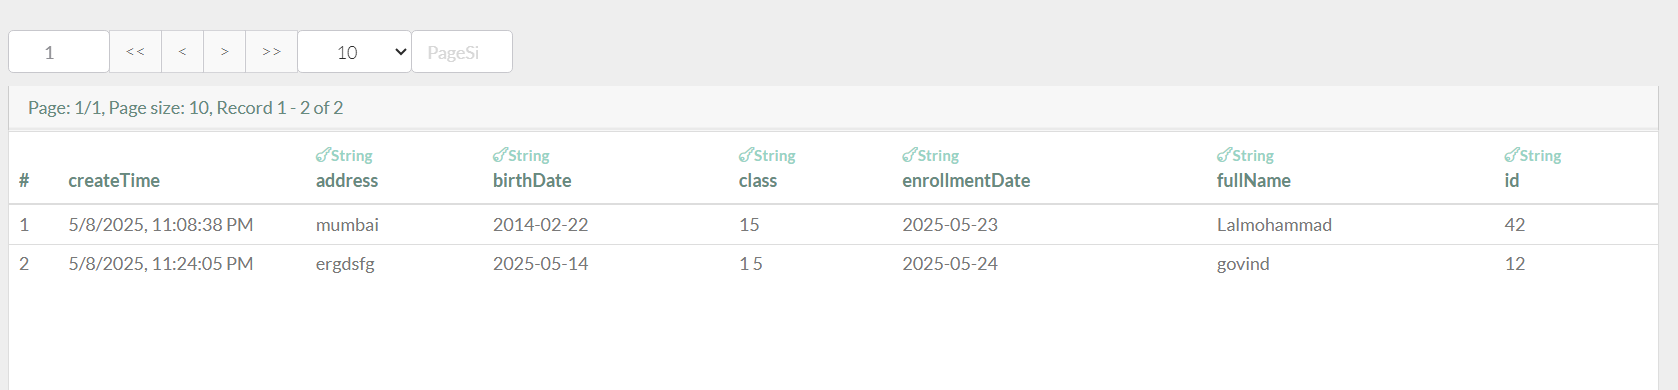 1 << < > >> 10 PageSi
Page: 1/1, Page size: 10, Record 1 - 2 of 2
String String String String String String
# createTime address birthDate class enrollmentDate fullName id
1 5/8/2025, 11:08:38 PM mumbai 2014-02-22 15 2025-05-23 Lalmohammad 42
2 5/8/2025, 11:24:05 PM ergdsfg 2025-05-14 1 5 2025-05-24 govind 12